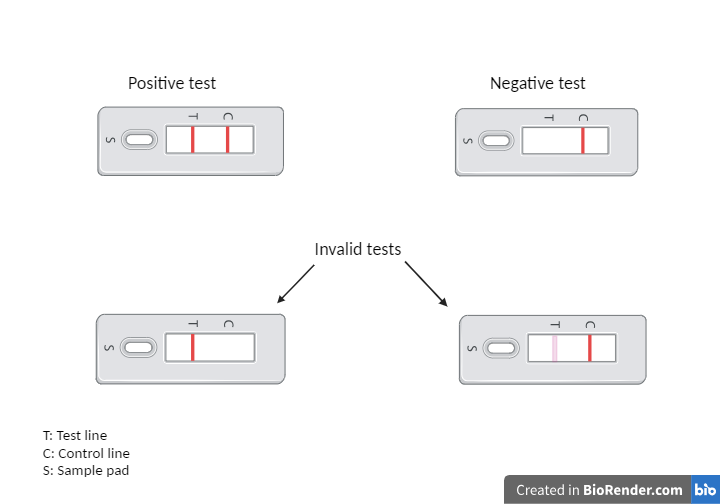 Positive test
Negative test
T C
S
T C
S
Invalid tests
T C
S
T C
S
T: Test line
C: Control line
S: Sample pad
Created in BioRender.com bio